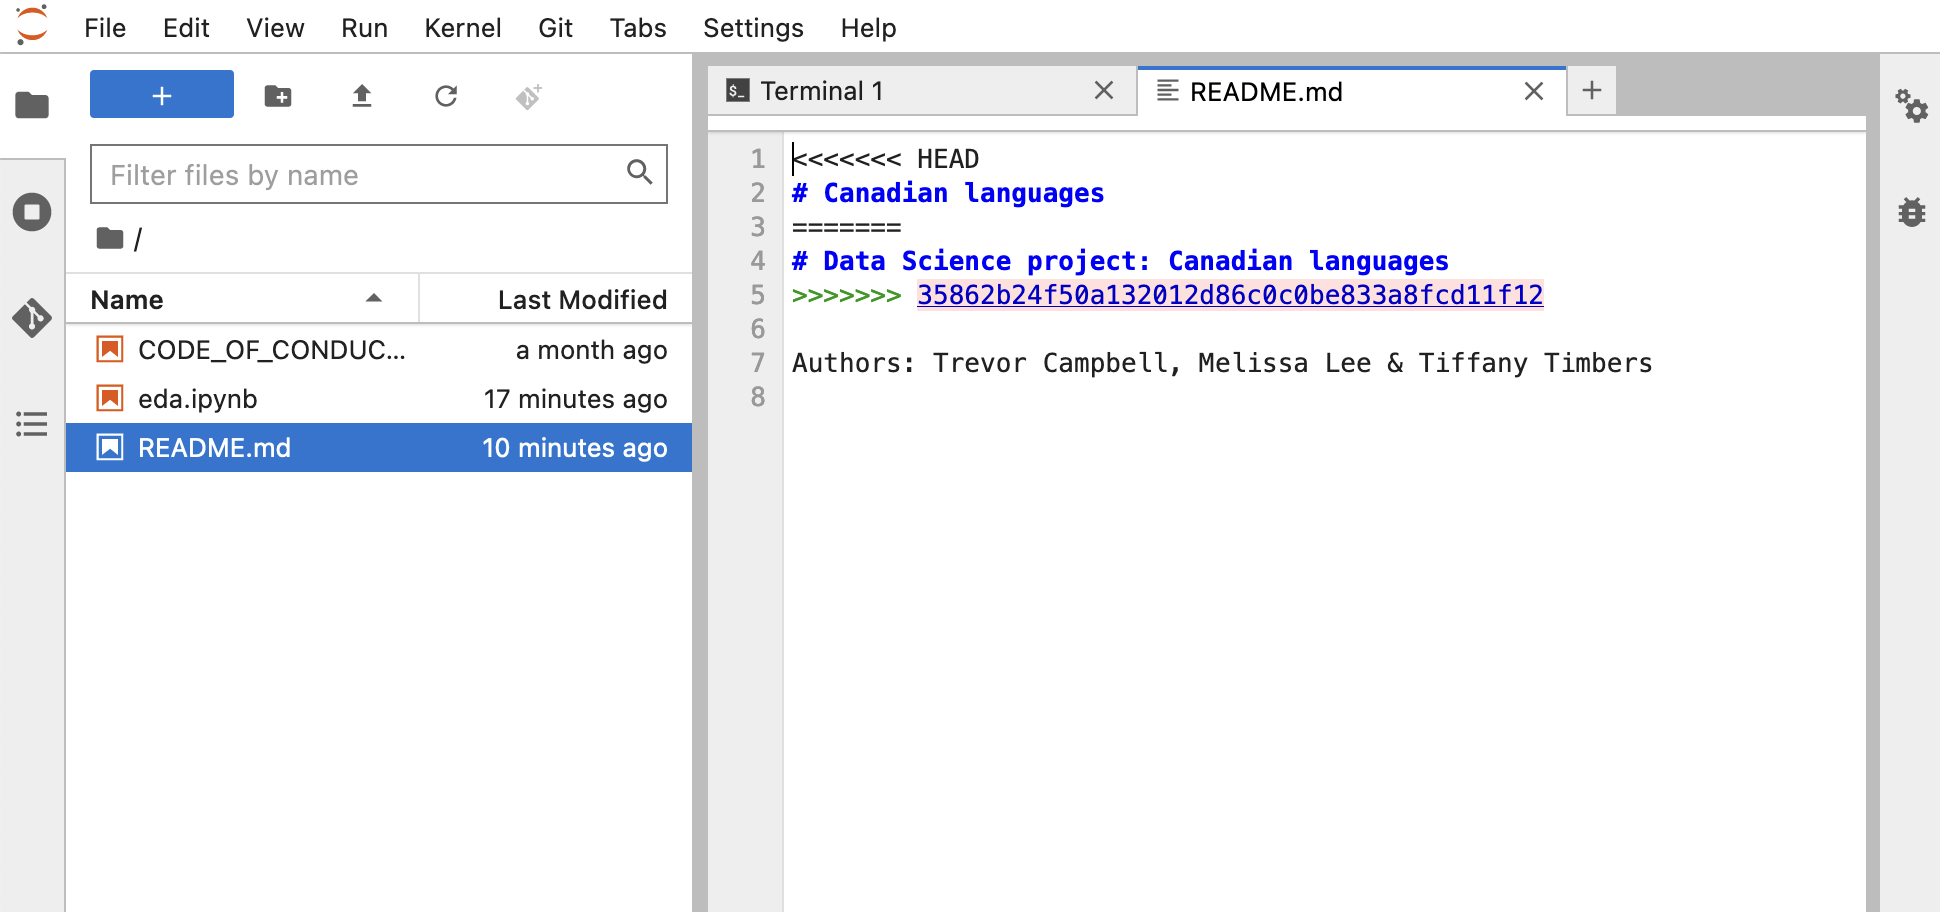 File Edit View Run Kernel Git Tabs Settings Help
+
Filter files by name
/
Name Last Modified
CODE_OF_CONDUC... a month ago
eda.ipynb 17 minutes ago
README.md 10 minutes ago
$_ Terminal 1 README.md +
1 <<<<<<< HEAD
2 # Canadian languages
3 =======
4 # Data Science project: Canadian languages
5 >>>>>>> 35862b24f50a132012d86c0c0be833a8fcd11f12
6
7 Authors: Trevor Campbell, Melissa Lee & Tiffany Timbers
8